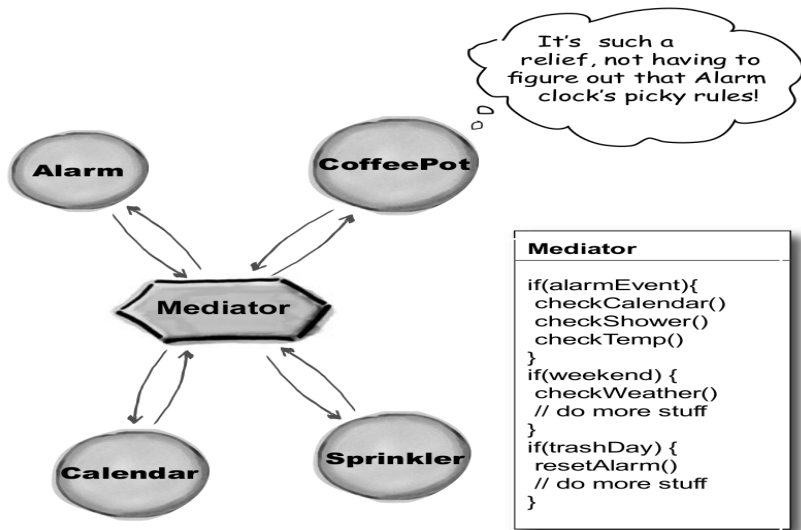 It's such a
relief, not having to
figure out that Alarm
clock's picky rules!
Alarm
CoffeePot
Mediator
Calendar
Sprinkler
Mediator
if(alarmEvent){
checkCalendar()
checkShower()
checkTemp()
}
if(weekend) {
checkWeather()
// do more stuff
}
if(trashDay) {
resetAlarm()
// do more stuff
}